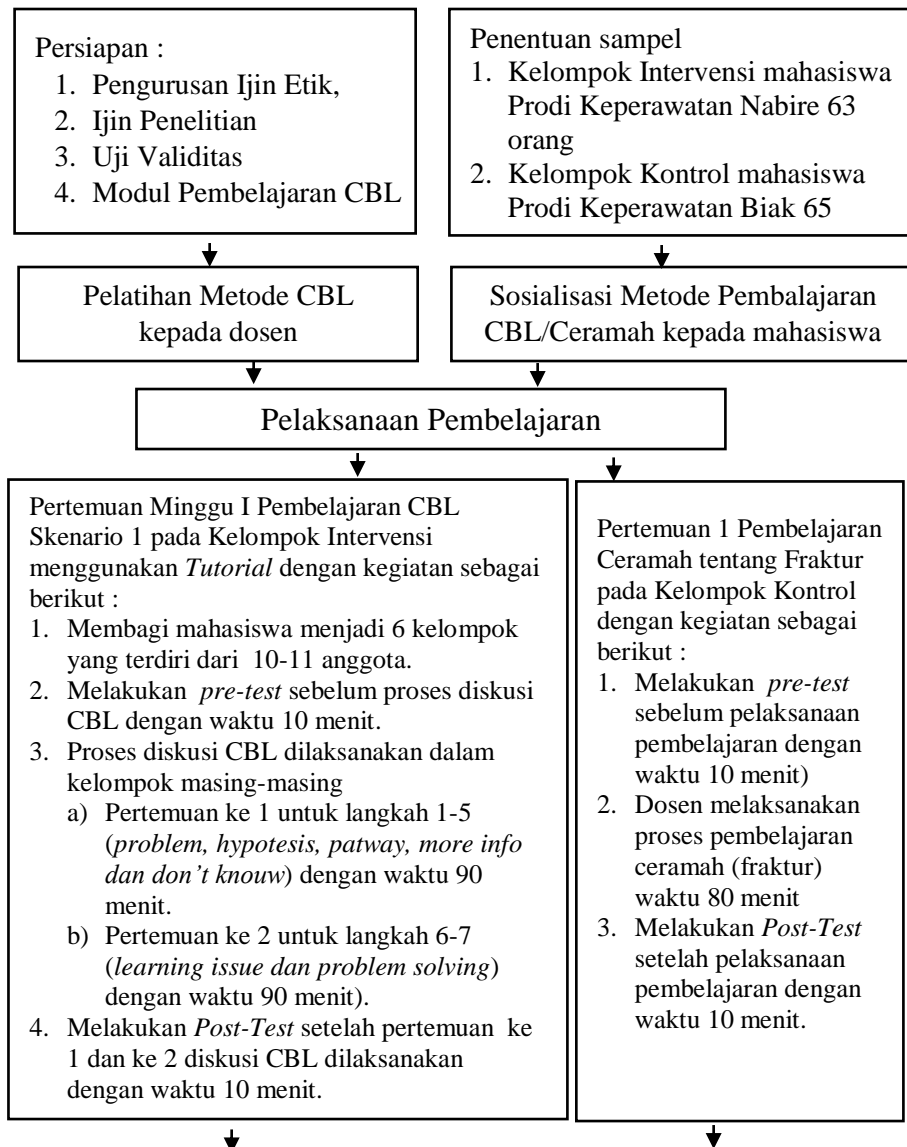 Persiapan :
1. Pengurusan Ijin Etik,
2. Ijin Penelitian
3. Uji Validitas
4. Modul Pembelajaran CBL
Penentuan sampel
1. Kelompok Intervensi mahasiswa
Prodi Keperawatan Nabire 63
orang
2. Kelompok Kontrol mahasiswa
Prodi Keperawatan Biak 65
Pelatihan Metode CBL
kepada dosen
Sosialisasi Metode Pembalajaran
CBL/Ceramah kepada mahasiswa
Pelaksanaan Pembelajaran
Pertemuan Minggu I Pembelajaran CBL
Skenario 1 pada Kelompok Intervensi
menggunakan Tutorial dengan kegiatan sebagai
berikut :
1. Membagi mahasiswa menjadi 6 kelompok
yang terdiri dari 10-11 anggota.
2. Melakukan pre-test sebelum proses diskusi
CBL dengan waktu 10 menit.
3. Proses diskusi CBL dilaksanakan dalam
kelompok masing-masing
a) Pertemuan ke 1 untuk langkah 1-5
(problem, hypotesis, patway, more info
dan don't knouw) dengan waktu 90
menit.
b) Pertemuan ke 2 untuk langkah 6-7
(learning issue dan problem solving)
dengan waktu 90 menit).
4. Melakukan Post-Test setelah pertemuan ke
1 dan ke 2 diskusi CBL dilaksanakan
dengan waktu 10 menit.
Pertemuan 1 Pembelajaran
Ceramah tentang Fraktur
pada Kelompok Kontrol
dengan kegiatan sebagai
berikut :
1. Melakukan pre-test
sebelum pelaksanaan
pembelajaran dengan
waktu 10 menit)
2. Dosen melaksanakan
proses pembelajaran
ceramah (fraktur)
waktu 80 menit
3. Melakukan Post-Test
setelah pelaksanaan
pembelajaran dengan
waktu 10 menit.